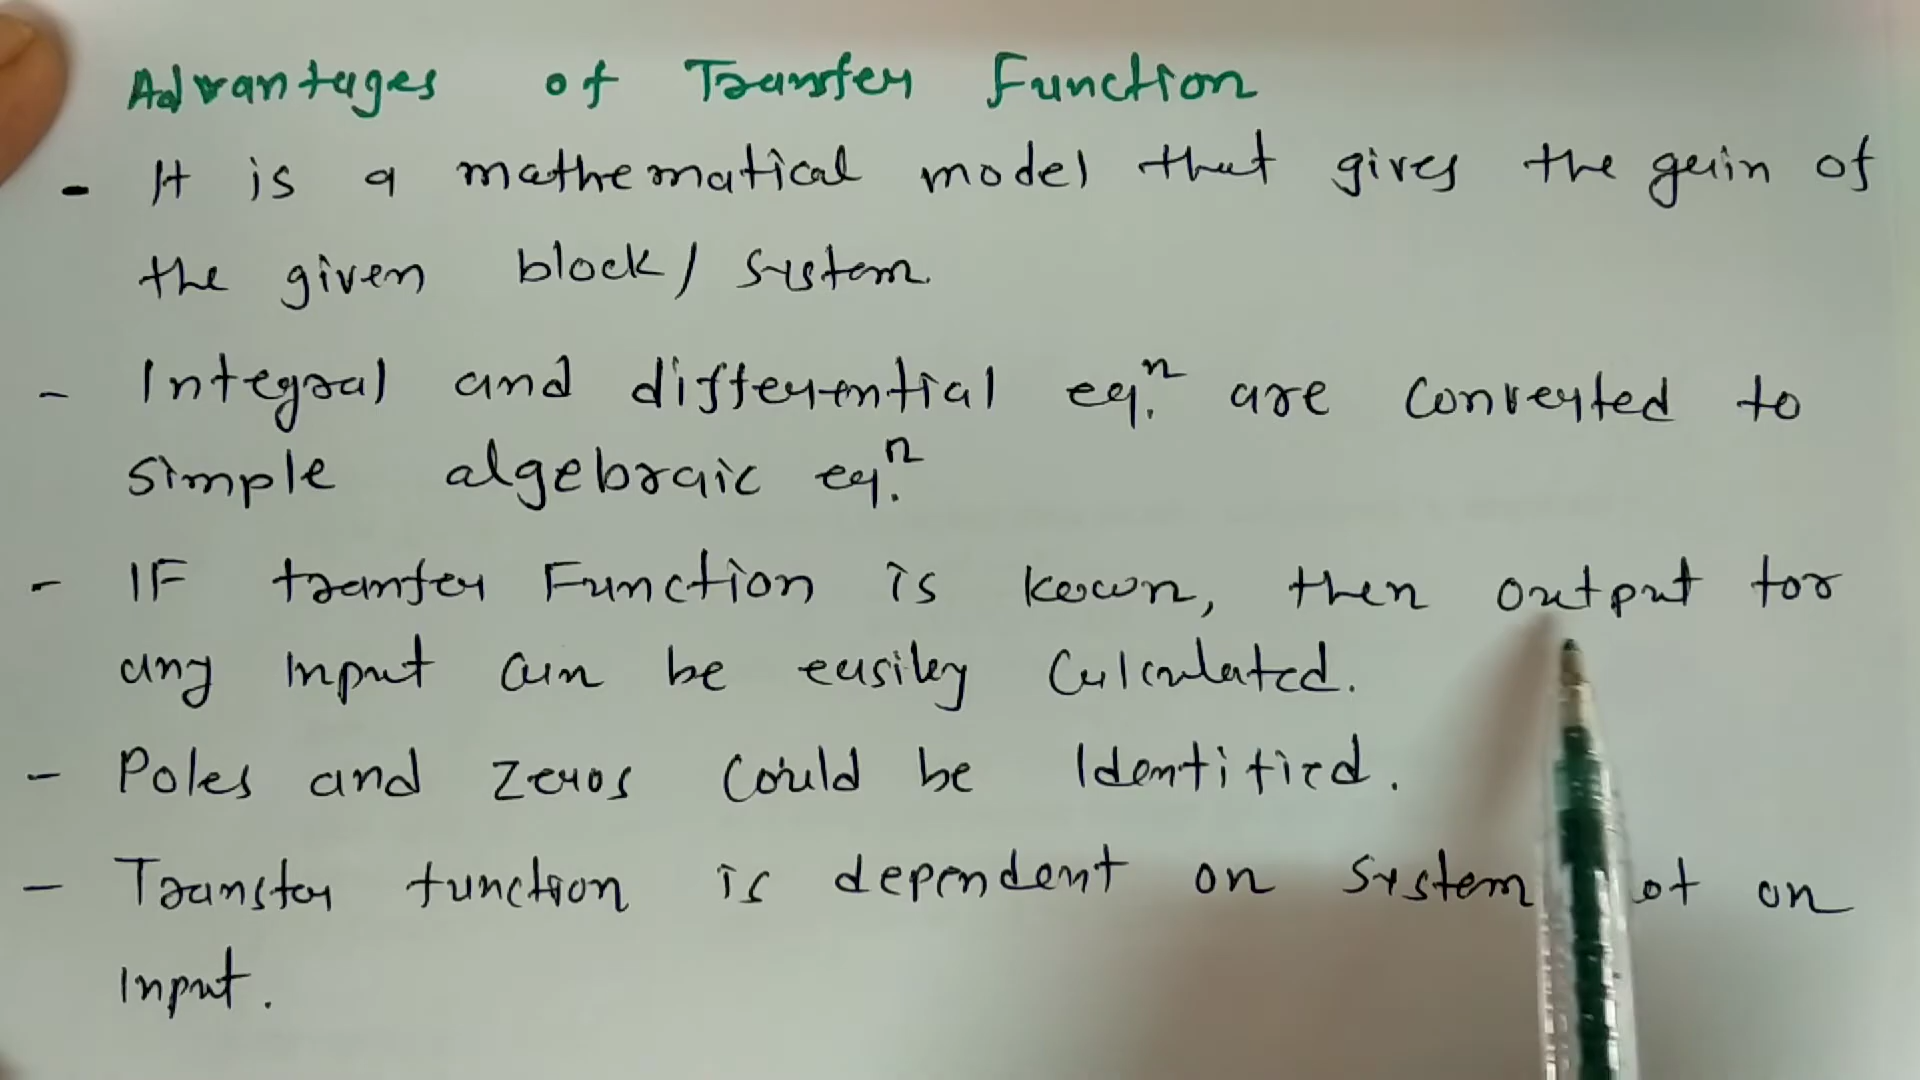 Advantages of Transfer Function
- It is a mathematical model that gives the gain of
the given block/ system.
- Integral and differential eq.ⁿ are converted to
simple algebraic eq.ⁿ
- IF transfer Function is known, then output for
any Input can be easiley Calculated.
- Poles and zeros could be Identified.
- Transfer function is dependent on system ot on
Input.